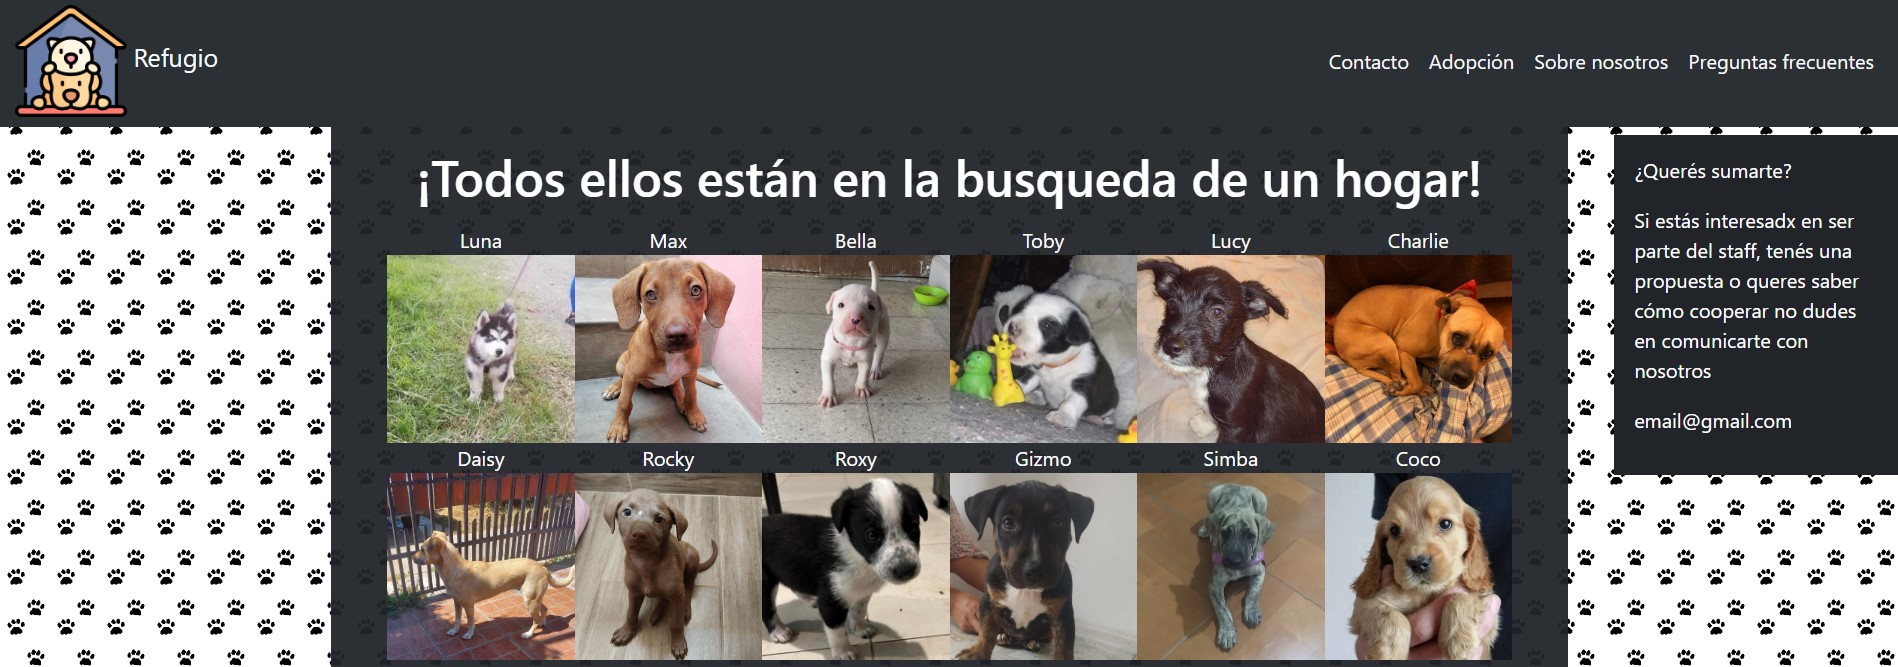 Refugio
Contacto Adopción Sobre nosotros Preguntas frecuentes
¡Todos ellos están en la busqueda de un hogar!
Luna Max Bella Toby Lucy Charlie
Daisy Rocky Roxy Gizmo Simba Coco
¿Querés sumarte?
Si estás interesadx en ser
parte del staff, tenés una
propuesta o queres saber
cómo cooperar no dudes
en comunicarte con
nosotros
email@gmail.com